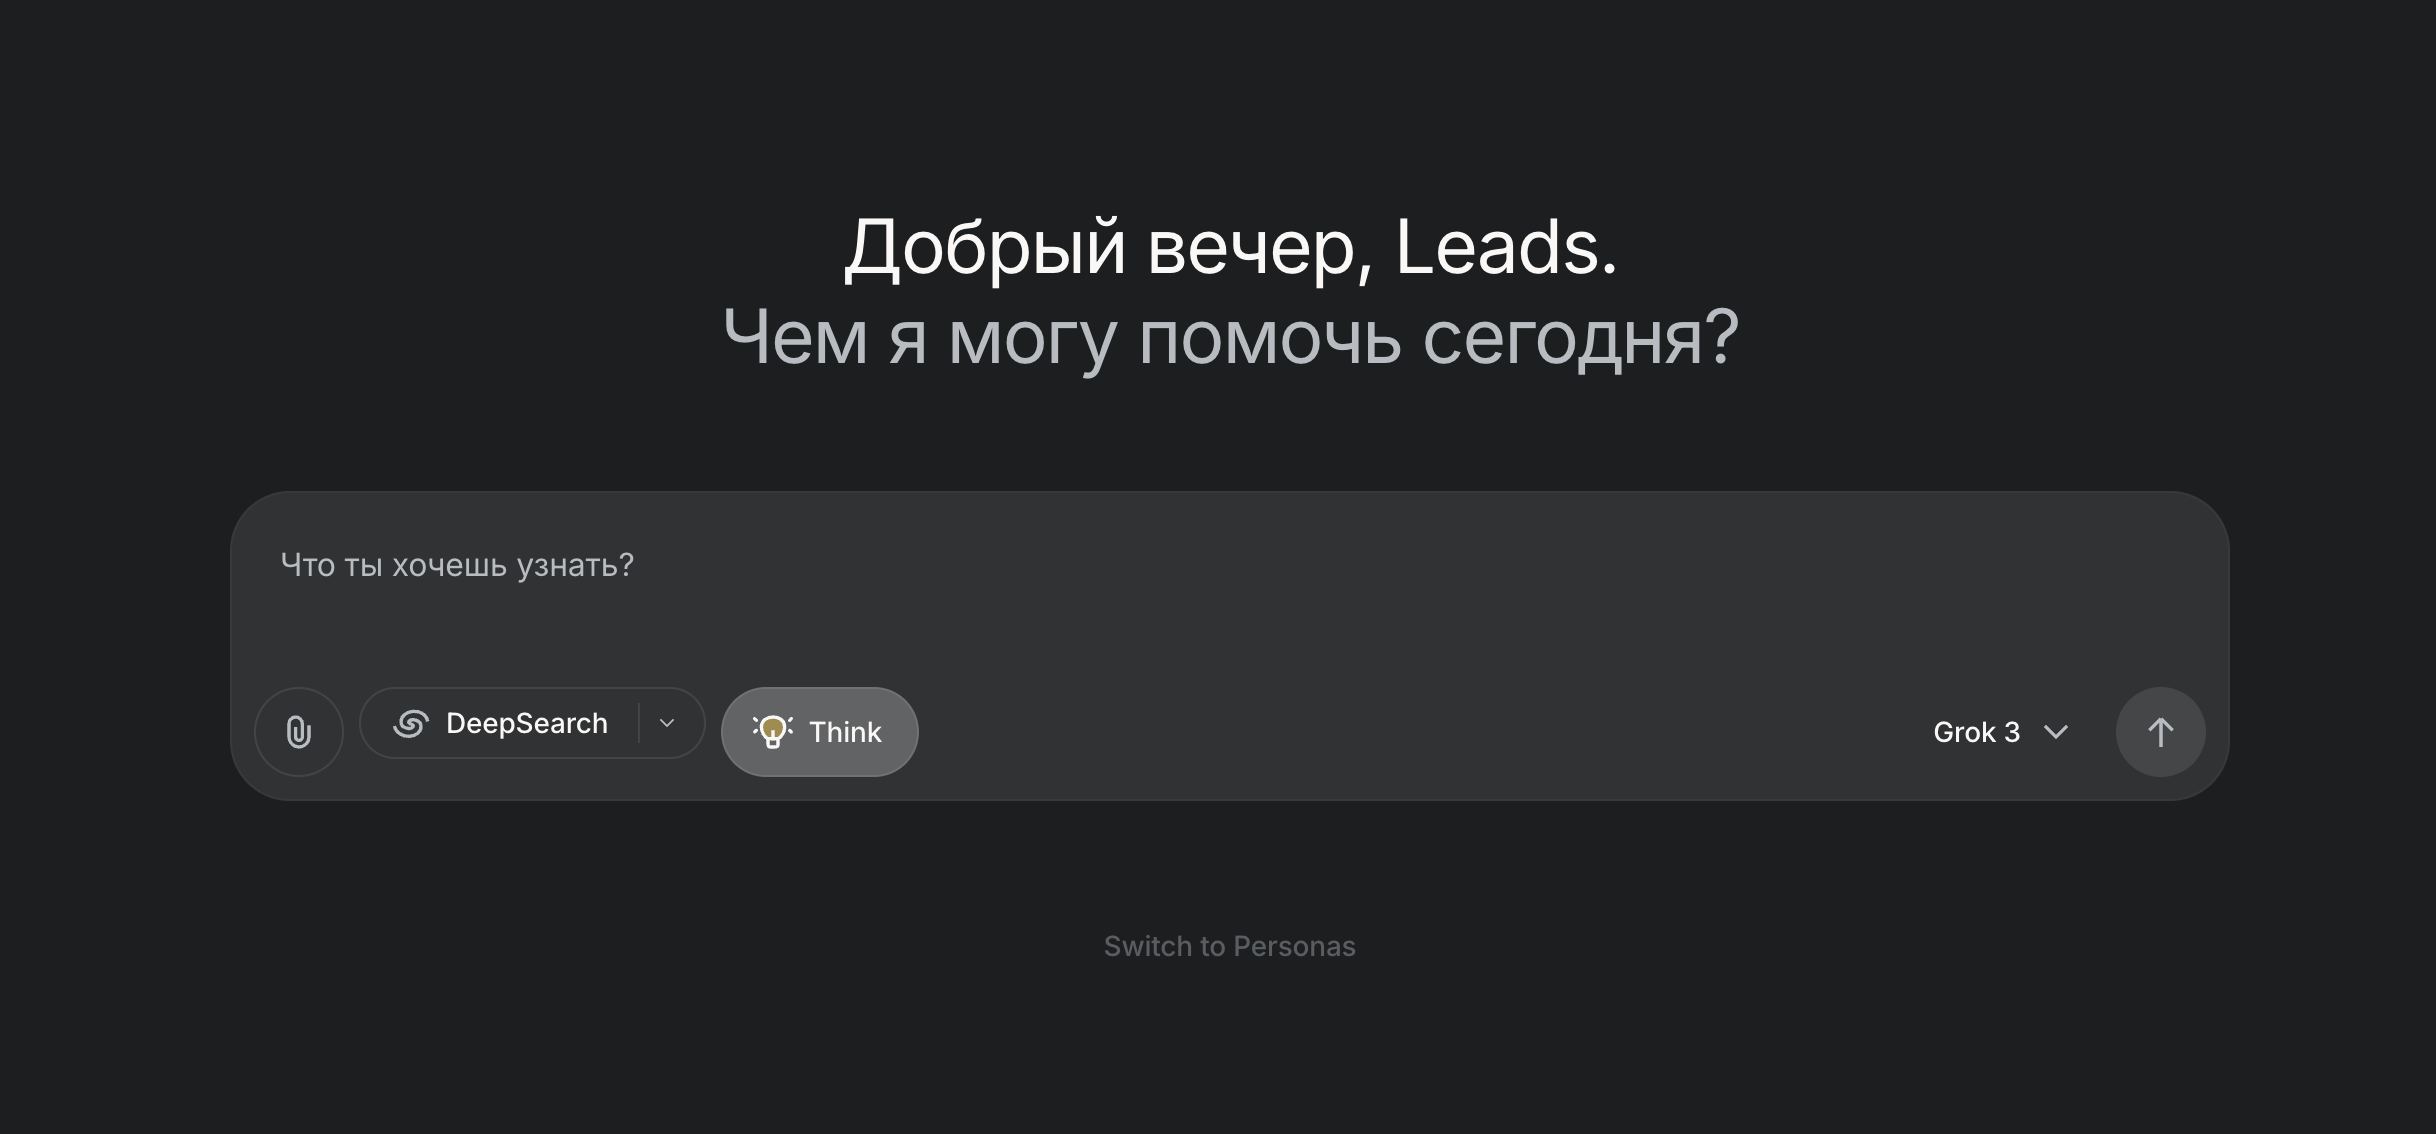 Добрый вечер, Leads.
Чем я могу помочь сегодня?
Что ты хочешь узнать?
DeepSearch
Think
Grok 3
Switch to Personas